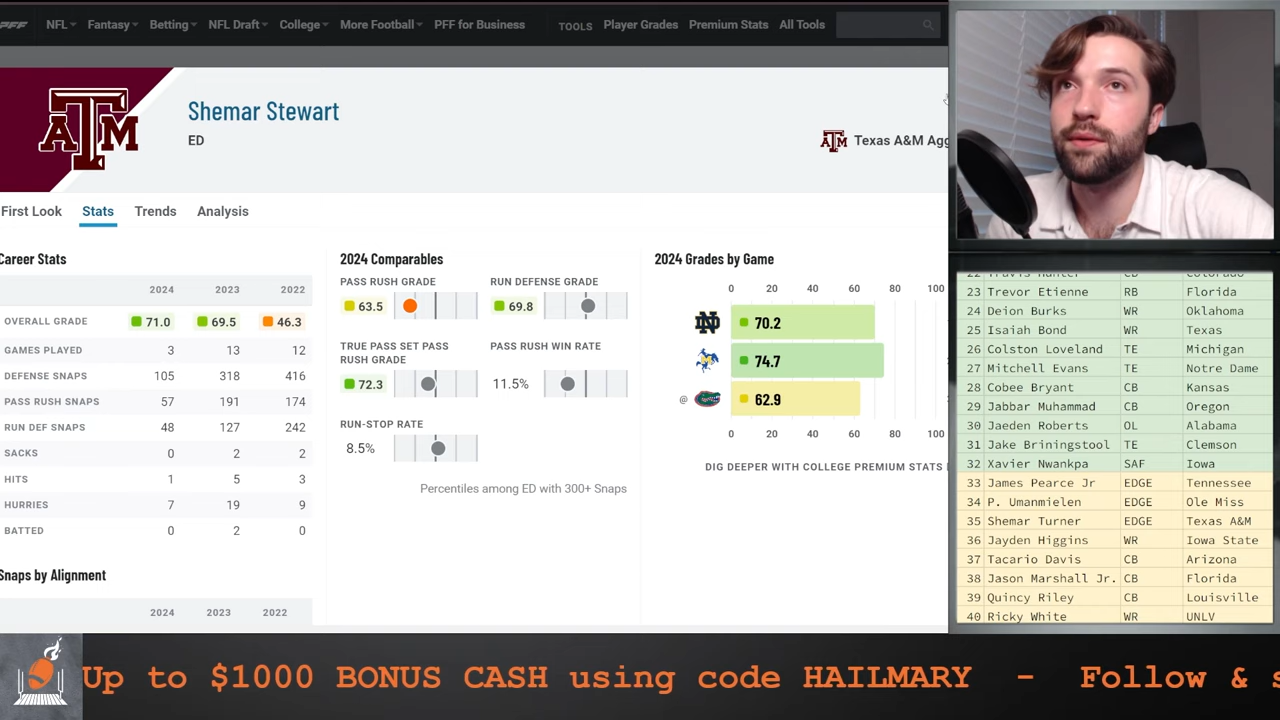 PFF NFL Fantasy Betting NFL Draft College More Football PFF for Business TOOLS Player Grades Premium Stats All Tools
Shemar Stewart
ED
Texas A&M Agg
First Look Stats Trends Analysis
Career Stats
2024 2023 2022
OVERALL GRADE 71.0 69.5 46.3
GAMES PLAYED 3 13 12
DEFENSE SNAPS 105 318 416
PASS RUSH SNAPS 57 191 174
RUN DEF SNAPS 48 127 242
SACKS 0 2 2
HITS 1 5 3
HURRIES 7 19 9
BATTED 0 2 0
Snaps by Alignment
2024 2023 2022
2024 Comparables
PASS RUSH GRADE RUN DEFENSE GRADE
63.5 69.8
TRUE PASS SET PASS RUSH GRADE PASS RUSH WIN RATE
72.3 11.5%
RUN-STOP RATE
8.5%
Percentiles among ED with 300+ Snaps
2024 Grades by Game
0 20 40 60 80 100
70.2
74.7
@ 62.9
0 20 40 60 80 100
DIG DEEPER WITH COLLEGE PREMIUM STATS
22 Travis Hunter CB Colorado
23 Trevor Etienne RB Florida
24 Deion Burks WR Oklahoma
25 Isaiah Bond WR Texas
26 Colston Loveland TE Michigan
27 Mitchell Evans TE Notre Dame
28 Cobee Bryant CB Kansas
29 Jabbar Muhammad CB Oregon
30 Jaeden Roberts OL Alabama
31 Jake Briningstool TE Clemson
32 Xavier Nwankpa SAF Iowa
33 James Pearce Jr EDGE Tennessee
34 P. Umanmielen EDGE Ole Miss
35 Shemar Turner EDGE Texas A&M
36 Jayden Higgins WR Iowa State
37 Tacario Davis CB Arizona
38 Jason Marshall Jr. CB Florida
39 Quincy Riley CB Louisville
40 Ricky White WR UNLV
Up to $1000 BONUS CASH using code HAILMARY - Follow & s